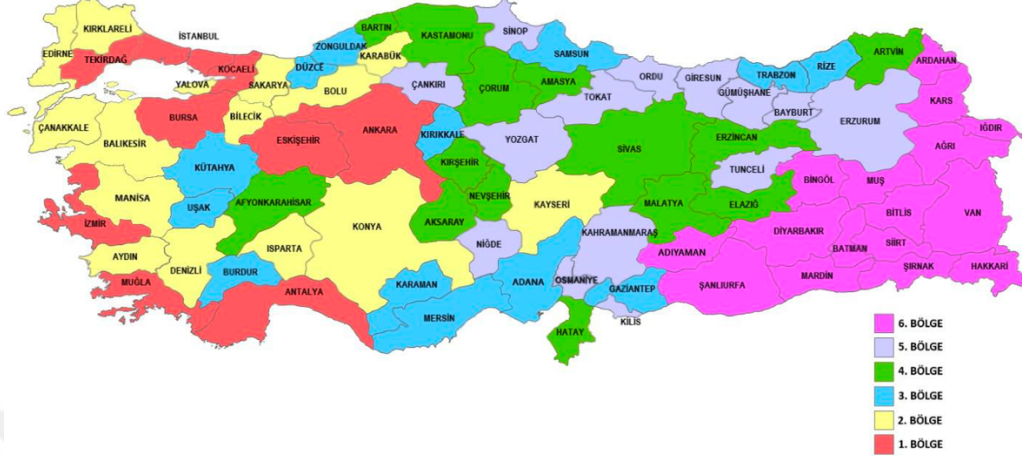 KIRKLARELİ
EDİRNE
TEKİRDAĞ
İSTANBUL
KOCAELİ
YALOVA
SAKARYA
DÜZCE
ZONGULDAK
BARTIN
KARABÜK
KASTAMONU
SİNOP
SAMSUN
BOLU
ÇANKIRI
ÇORUM
AMASYA
TOKAT
ORDU
GİRESUN
GÜMÜŞHANE
TRABZON
RİZE
ARTVİN
ARDAHAN
KARS
IĞDIR
AĞRI
BAYBURT
ERZURUM
ERZİNCAN
ÇANAKKALE
BALIKESİR
BURSA
BİLECİK
ESKİŞEHİR
ANKARA
KIRIKKALE
YOZGAT
SİVAS
TUNCELİ
BİNGÖL
MUŞ
KÜTAHYA
KIRŞEHİR
NEVŞEHİR
KAYSERİ
MALATYA
ELAZIĞ
BİTLİS
VAN
MANİSA
UŞAK
AFYONKARAHİSAR
AKSARAY
KONYA
İZMİR
AYDIN
DENİZLİ
ISPARTA
BURDUR
NİĞDE
KAHRAMANMARAŞ
ADIYAMAN
DİYARBAKIR
BATMAN
SİİRT
ŞIRNAK
HAKKARİ
MARDİN
ŞANLIURFA
MUĞLA
ANTALYA
KARAMAN
MERSİN
ADANA
OSMANİYE
GAZİANTEP
KİLİS
HATAY
6. BÖLGE
5. BÖLGE
4. BÖLGE
3. BÖLGE
2. BÖLGE
1. BÖLGE